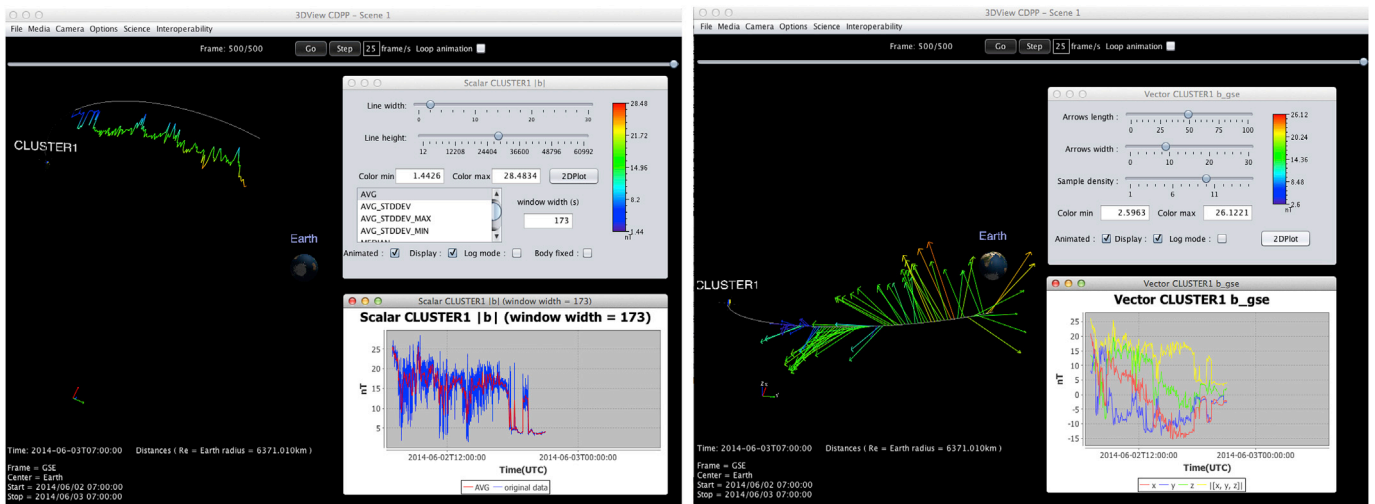 3DView CDPP – Scene 1
File Media Camera Options Science Interoperability
Frame: 500/500 Go Step 25 frame/s Loop animation
CLUSTER1
Earth
Scalar CLUSTER1 |b|
Line width:
0 10 20 30
Line height:
12 12208 24404 36600 48796 60992
Color min 1.4426 Color max 28.4834 2DPlot
AVG
AVG_STDDEV
AVG_STDDEV_MAX
AVG_STDDEV_MIN
MEDIAN
window width (s)
173
Animated : Display : Log mode : Body fixed :
28.48
21.72
14.96
8.2
1.44
nT
Scalar CLUSTER1 |b| (window width = 173)
Scalar CLUSTER1 |b| (window width = 173)
25
20
15
10
5
nT
2014-06-02T12:00:00 2014-06-03T00:00:00
Time(UTC)
AVG original data
Time: 2014-06-03T07:00:00 Distances ( Re = Earth radius = 6371.010km )
Frame = GSE
Center = Earth
Start = 2014/06/02 07:00:00
Stop = 2014/06/03 07:00:00
3DView CDPP – Scene 1
File Media Camera Options Science Interoperability
Frame: 500/500 Go Step 25 frame/s Loop animation
CLUSTER1
Earth
Vector CLUSTER1 b_gse
Arrows length :
0 25 50 75 100
Arrows width :
0 10 20 30
Sample density :
1 6 11
Color min 2.5963 Color max 26.1221
Animated : Display : Log mode : 2DPlot
26.12
20.24
14.36
8.48
2.6
nT
Vector CLUSTER1 b_gse
Vector CLUSTER1 b_gse
25
20
15
10
5
0
-5
-10
-15
nT
2014-06-02T12:00:00 2014-06-03T00:00:00
Time(UTC)
x y z |[x, y, z]|
Time: 2014-06-03T07:00:00 Distances ( Re = Earth radius = 6371.010km )
Frame = GSE
Center = Earth
Start = 2014/06/02 07:00:00
Stop = 2014/06/03 07:00:00